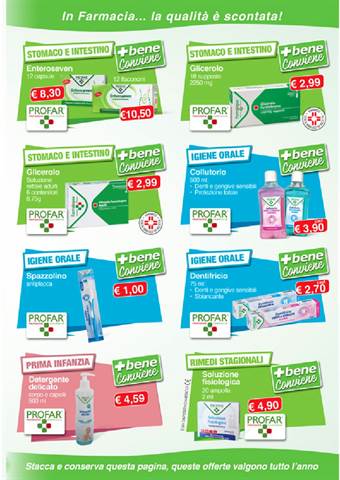 In Farmacia... la qualità è scontata!
STOMACO E INTESTINO
+bene
Conviene
Enteroseven
12 capsule
12 flaconcini
€ 8,30
€10,50
PROFAR
STOMACO E INTESTINO
+bene
Conviene
Glicerolo
18 supposte
2250 mg
€ 2,99
PROFAR
STOMACO E INTESTINO
+bene
Conviene
Glicerolo
Soluzione
rettale adulti
6 contenitori
6,75g
€ 2,99
PROFAR
IGIENE ORALE
+bene
Conviene
Collutorio
500 ml
- Denti e gengive sensibili
- Protezione totale
€ 3,90
PROFAR
IGIENE ORALE
+bene
Conviene
Spazzolino
antiplacca
€ 1,00
PROFAR
IGIENE ORALE
+bene
Conviene
Dentifricio
75 ml
- Denti e gengive sensibili
- Sbiancante
€ 2,70
PROFAR
PRIMA INFANZIA
+bene
Conviene
Detergente
delicato
corpo e capelli
500 ml
€ 4,59
PROFAR
RIMEDI STAGIONALI
+bene
Conviene
Soluzione
fisiologica
20 ampolle
2 ml
€ 4,90
PROFAR
Stacca e conserva questa pagina, queste offerte valgono tutto l'anno